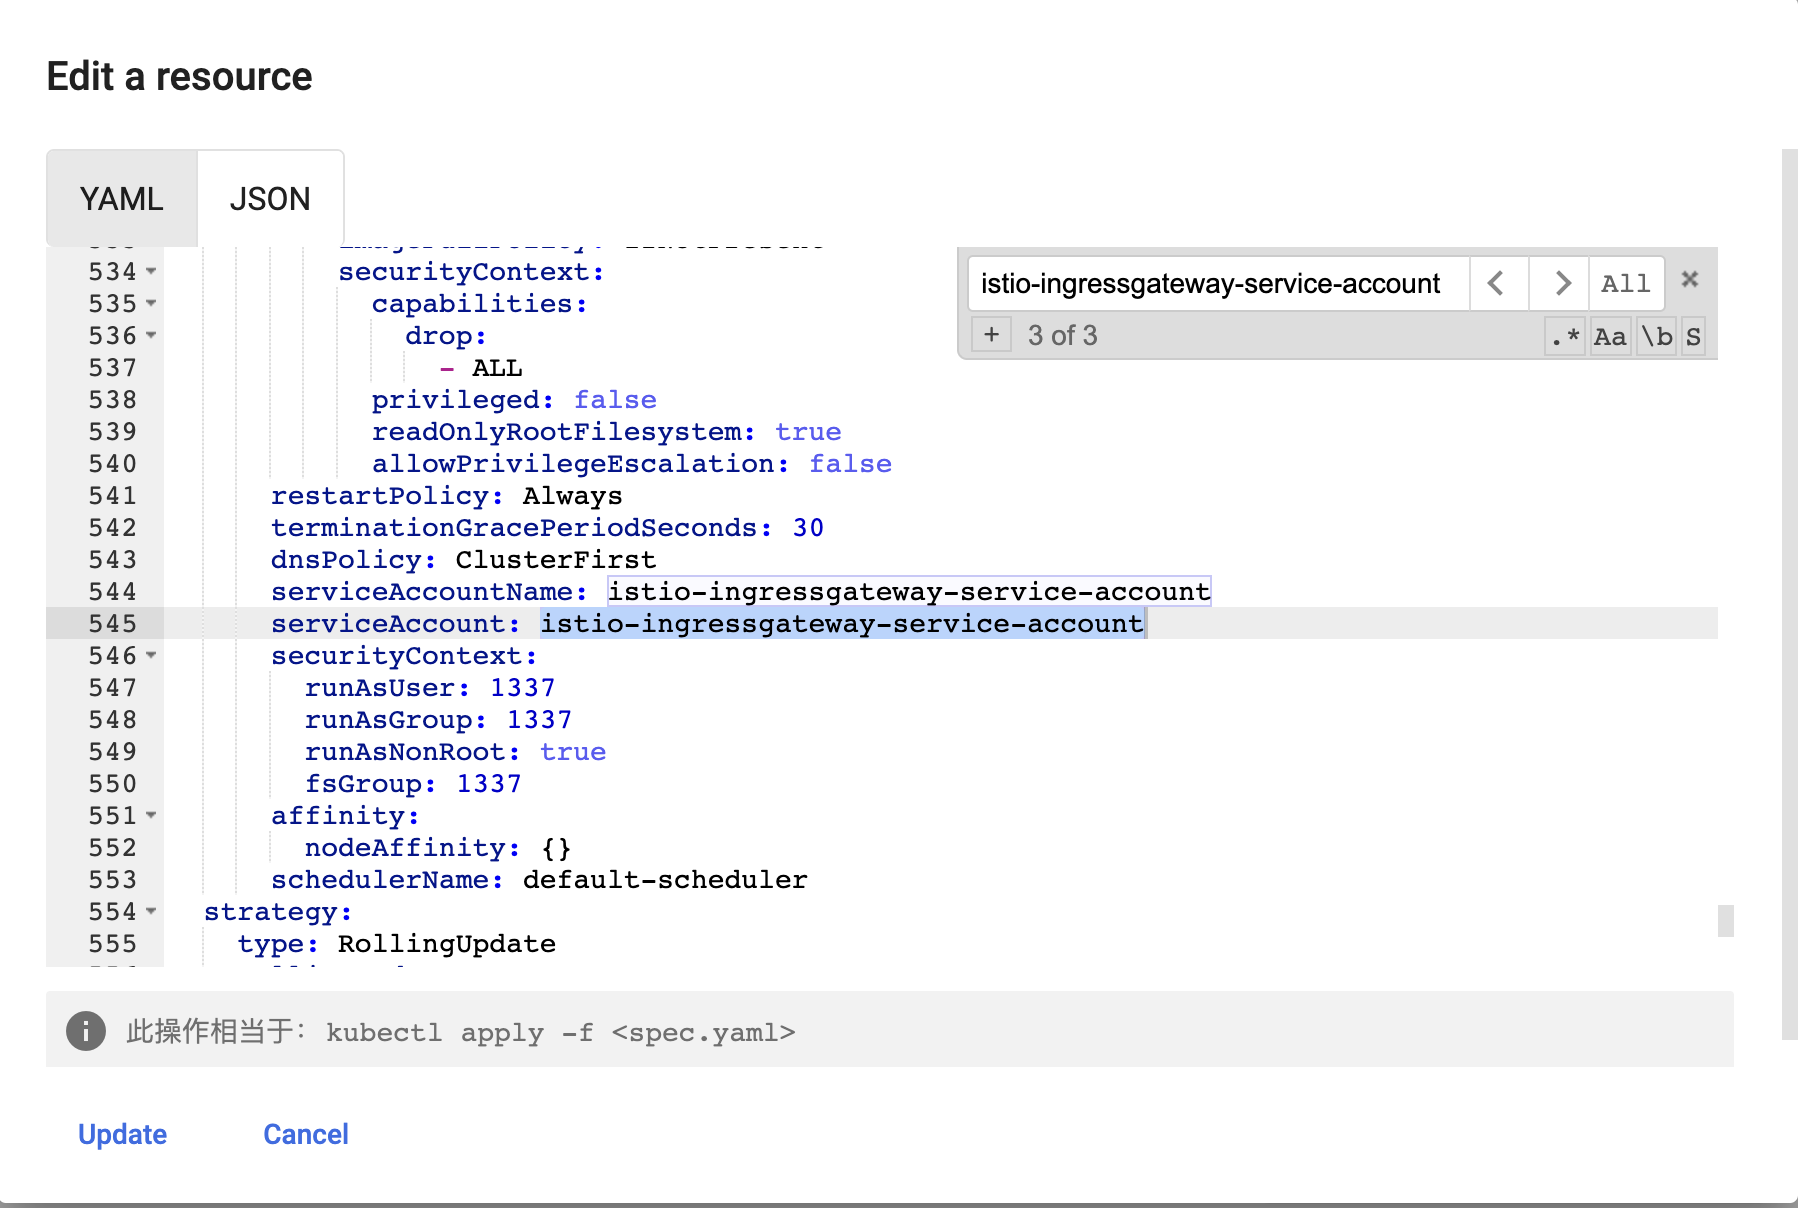 Edit a resource
YAML
JSON
istio-ingressgateway-service-account
All
+
3 of 3
.*
Aa
\b
S
534
securityContext:
535
capabilities:
536
drop:
537
- ALL
538
privileged: false
539
readOnlyRootFilesystem: true
540
allowPrivilegeEscalation: false
541
restartPolicy: Always
542
terminationGracePeriodSeconds: 30
543
dnsPolicy: ClusterFirst
544
serviceAccountName: istio-ingressgateway-service-account
545
serviceAccount: istio-ingressgateway-service-account
546
securityContext:
547
runAsUser: 1337
548
runAsGroup: 1337
549
runAsNonRoot: true
550
fsGroup: 1337
551
affinity:
552
nodeAffinity: {}
553
schedulerName: default-scheduler
554
strategy:
555
type: RollingUpdate
此操作相当于: kubectl apply -f <spec.yaml>
Update
Cancel